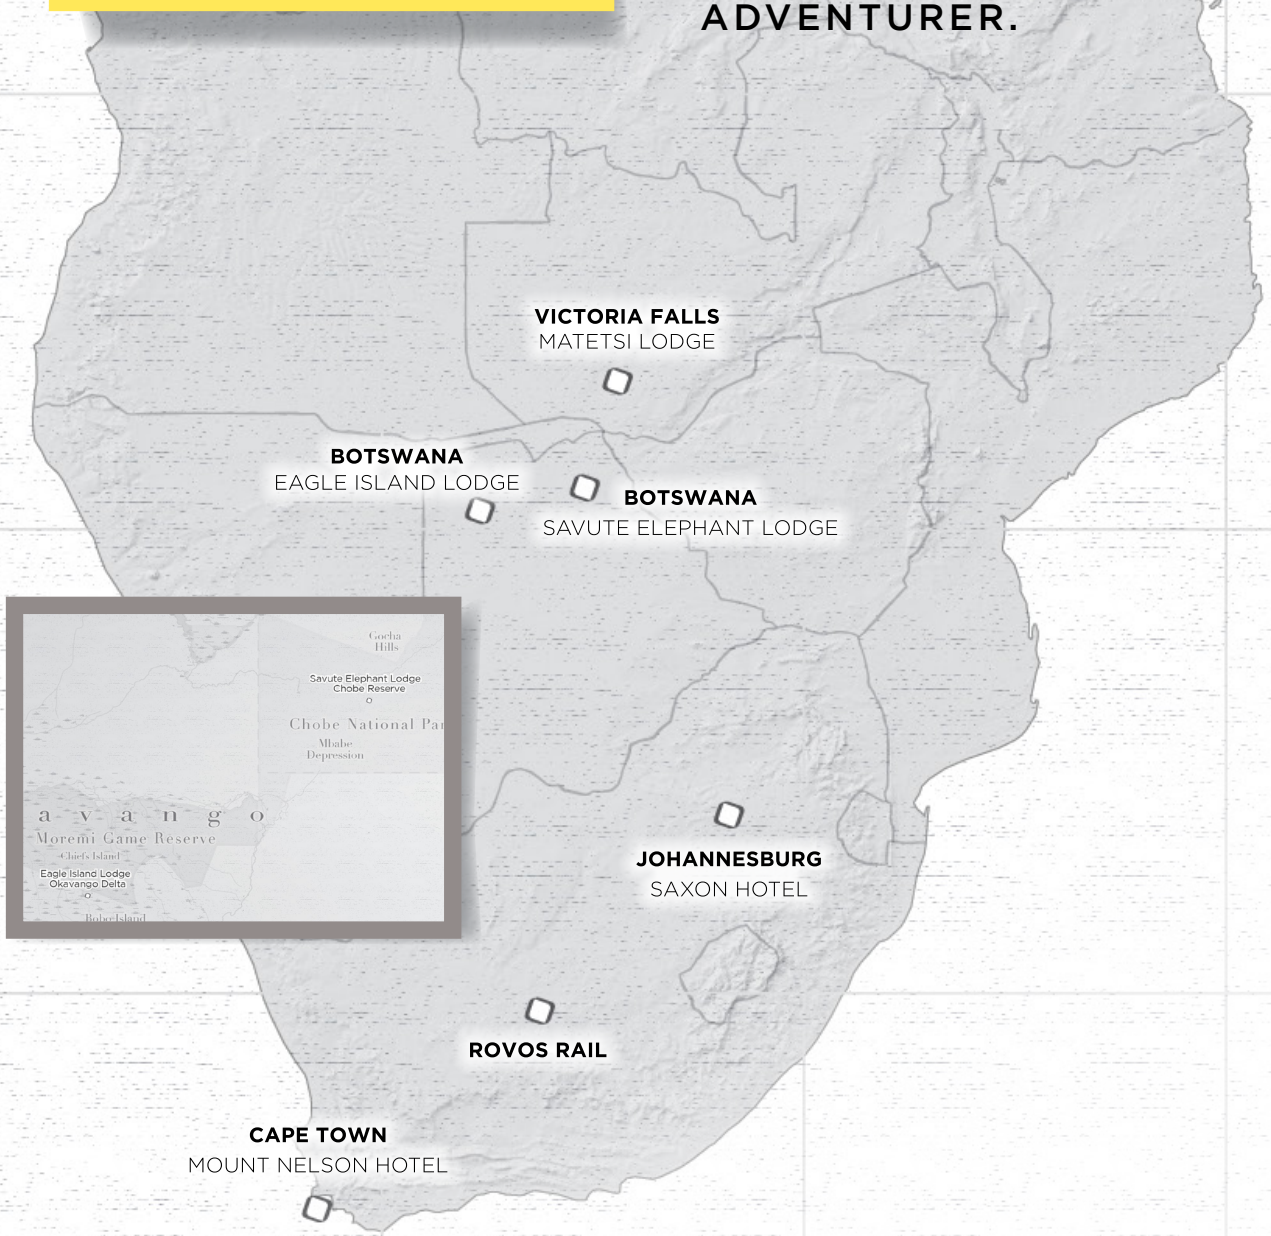 ADVENTURER.
VICTORIA FALLS
MATETSI LODGE
BOTSWANA
EAGLE ISLAND LODGE
BOTSWANA
SAVUTE ELEPHANT LODGE
Gocha
Hills
Savute Elephant Lodge
Chobe Reserve
Chobe National Par
Mbabe
Depression
avango
Moremi Game Reserve
Chief's Island
Eagle Island Lodge
Okavango Delta
JOHANNESBURG
SAXON HOTEL
ROVOS RAIL
CAPE TOWN
MOUNT NELSON HOTEL